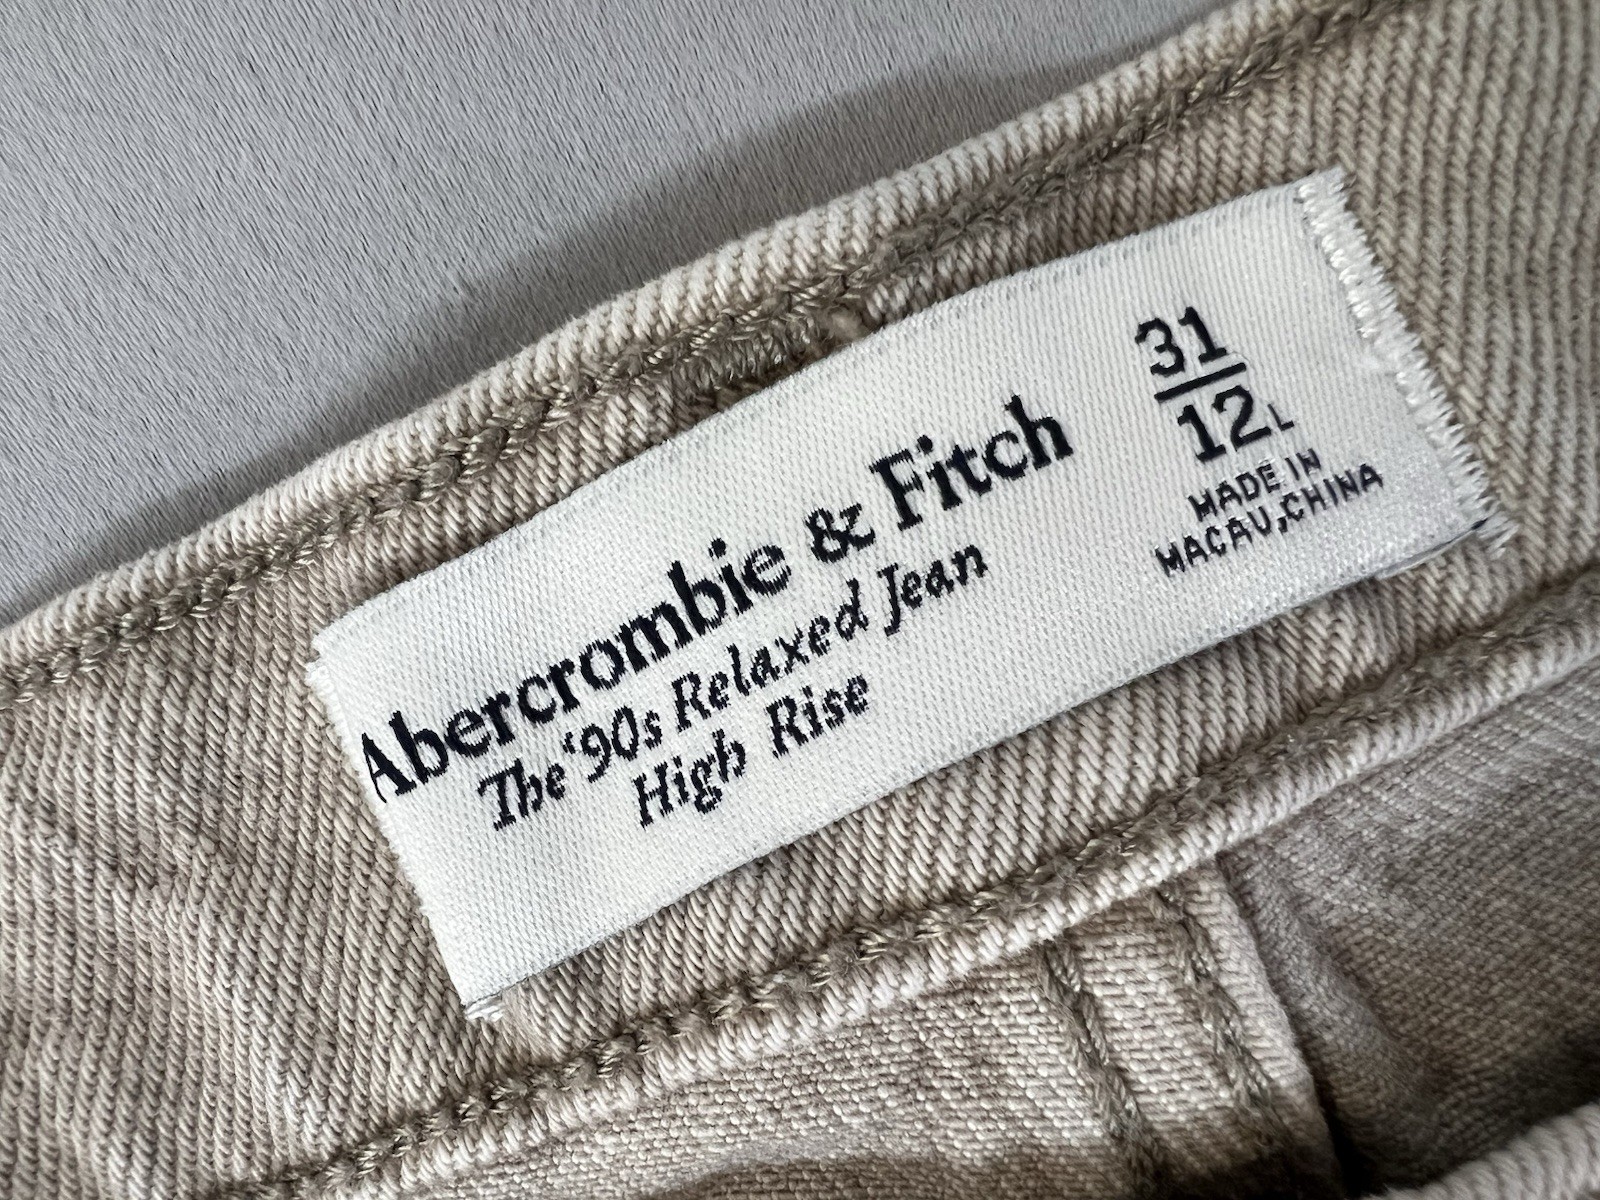 Abercrombie & Fitch
The ‘90s Relaxed Jean
High Rise
31
12L
MADE IN
MACAU,CHINA